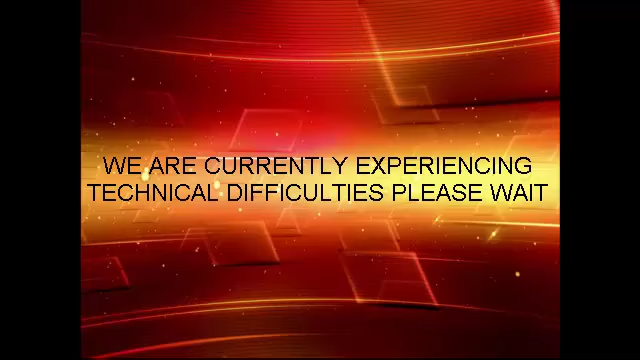 WE ARE CURRENTLY EXPERIENCING
TECHNICAL DIFFICULTIES PLEASE WAIT